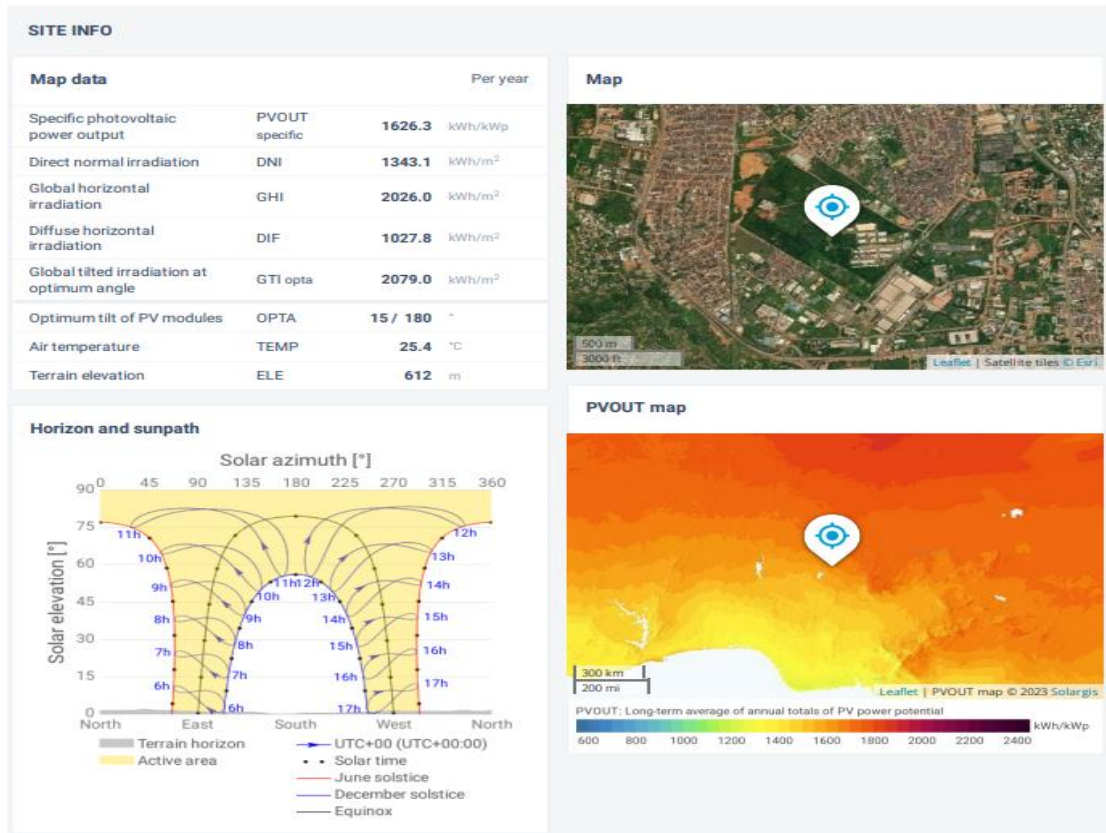 SITE INFO
Map data Per year
Specific photovoltaic power output PVOUT specific 1626.3 kWh/kWp
Direct normal irradiation DNI 1343.1 kWh/m²
Global horizontal irradiation GHI 2026.0 kWh/m²
Diffuse horizontal irradiation DIF 1027.8 kWh/m²
Global tilted irradiation at optimum angle GTI opta 2079.0 kWh/m²
Optimum tilt of PV modules OPTA 15 / 180 °
Air temperature TEMP 25.4 °C
Terrain elevation ELE 612 m
Map
500 m
3000 ft
Leaflet | Satellite tiles © Esri
Horizon and sunpath
Solar azimuth [°]
0 45 90 135 180 225 270 315 360
Solar elevation [°]
90
75
60
45
30
15
0
11h 12h
10h 13h
9h 11h 12h 14h
10h 13h
8h 9h 14h 15h
7h 8h 15h 16h
6h 7h 16h 17h
6h 17h
North East South West North
Terrain horizon
Active area
UTC+00 (UTC+00:00)
Solar time
June solstice
December solstice
Equinox
PVOUT map
300 km
200 mi
Leaflet | PVOUT map © 2023 Solargis
PVOUT: Long-term average of annual totals of PV power potential
kWh/kWp
600 800 1000 1200 1400 1600 1800 2000 2200 2400